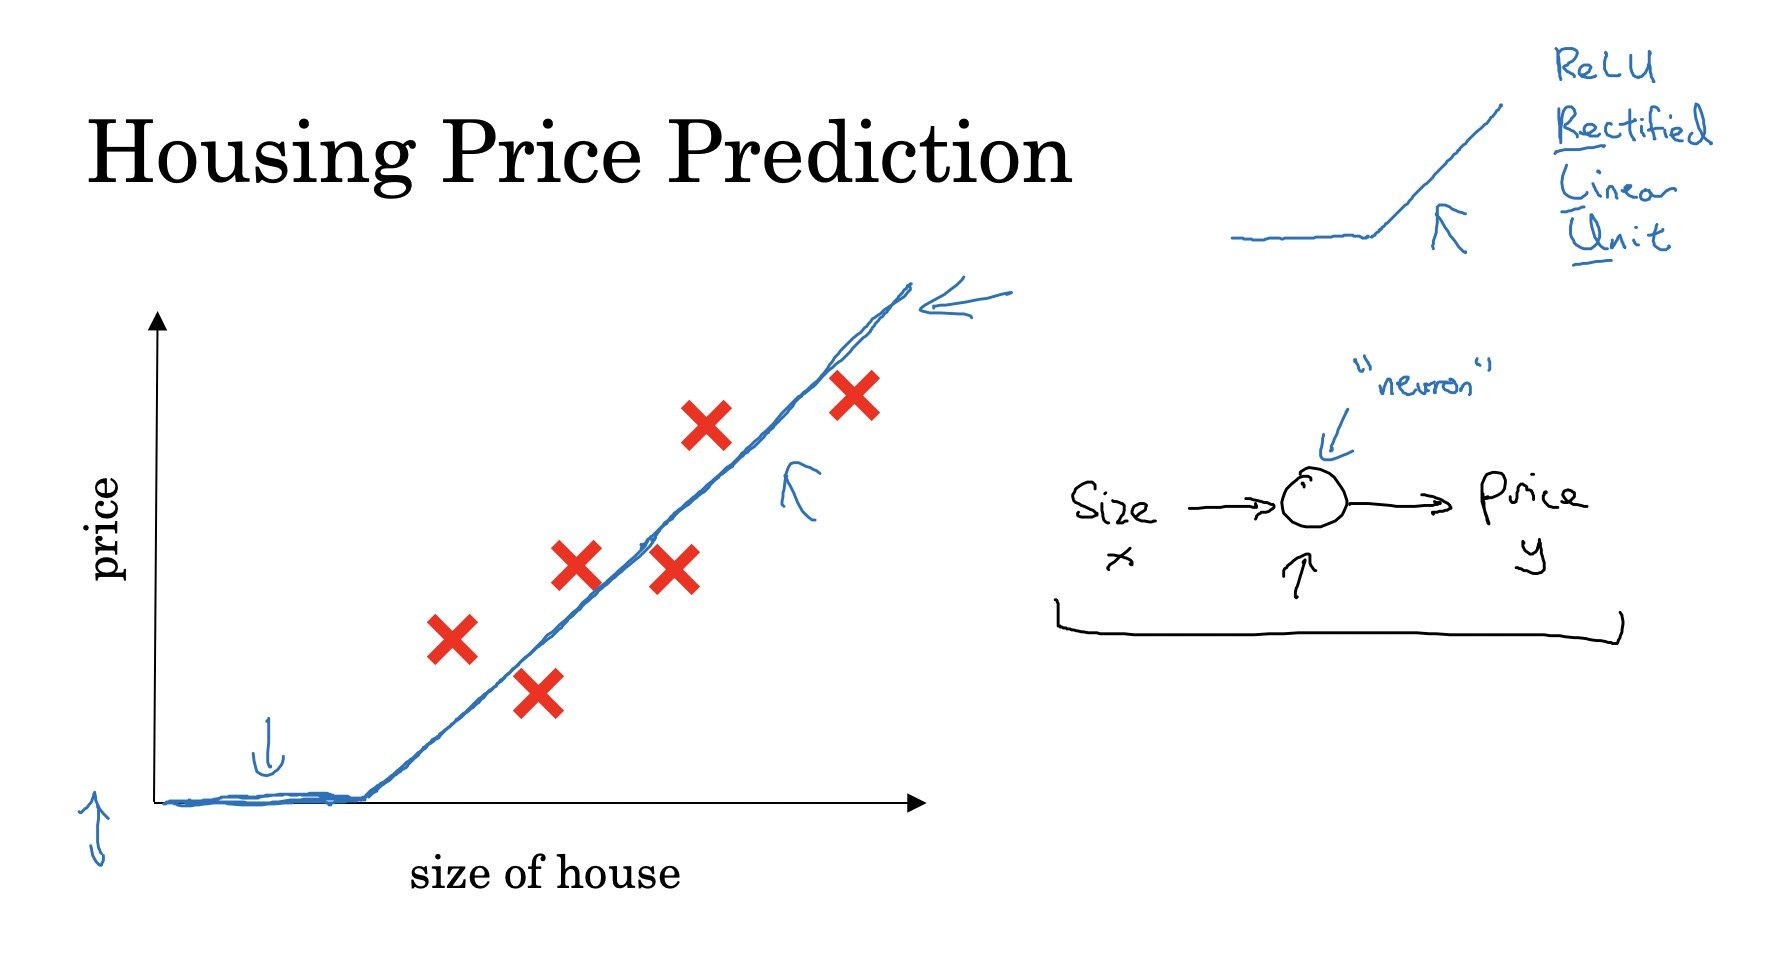 Housing Price Prediction
ReLU
Rectified
Linear
Unit
price
size of house
"neuron"
Size
x
Price
y